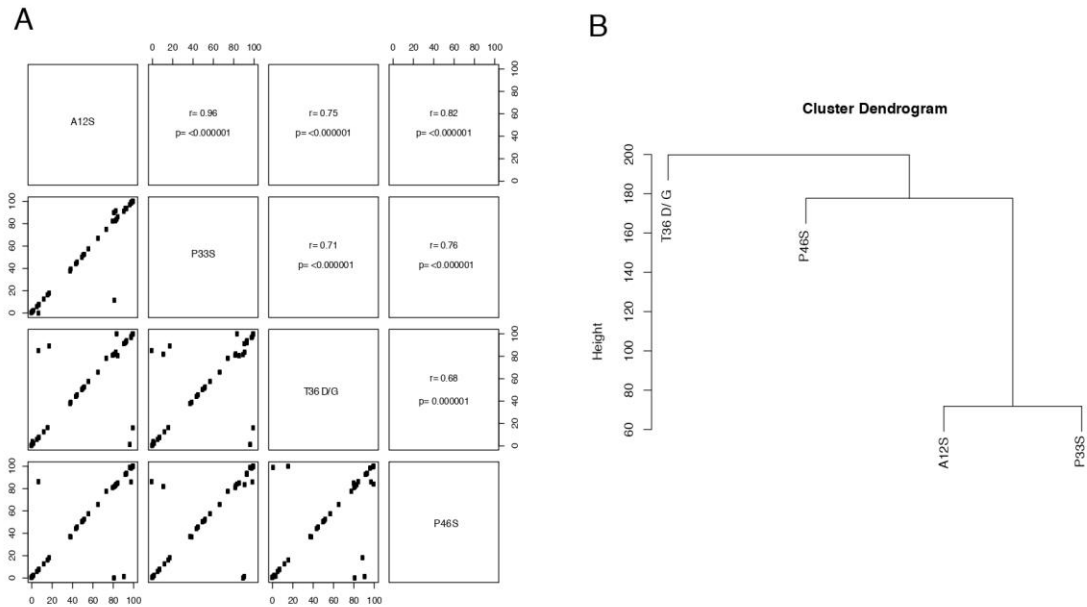 A
0 20 40 60 80 100
0 20 40 60 80 100
A12S
r= 0.96
p= <0.000001
r= 0.75
p= <0.000001
r= 0.82
p= <0.000001
0 20 40 60 80 100
0 20 40 60 80 100
P33S
r= 0.71
p= <0.000001
r= 0.76
p= <0.000001
T36 D/G
r= 0.68
p= 0.000001
0 20 40 60 80 100
0 20 40 60 80 100
P46S
0 20 40 60 80 100
0 20 40 60 80 100
B
Cluster Dendrogram
Height
200
180
160
140
120
100
80
60
T36 D/ G
P46S
A12S
P33S